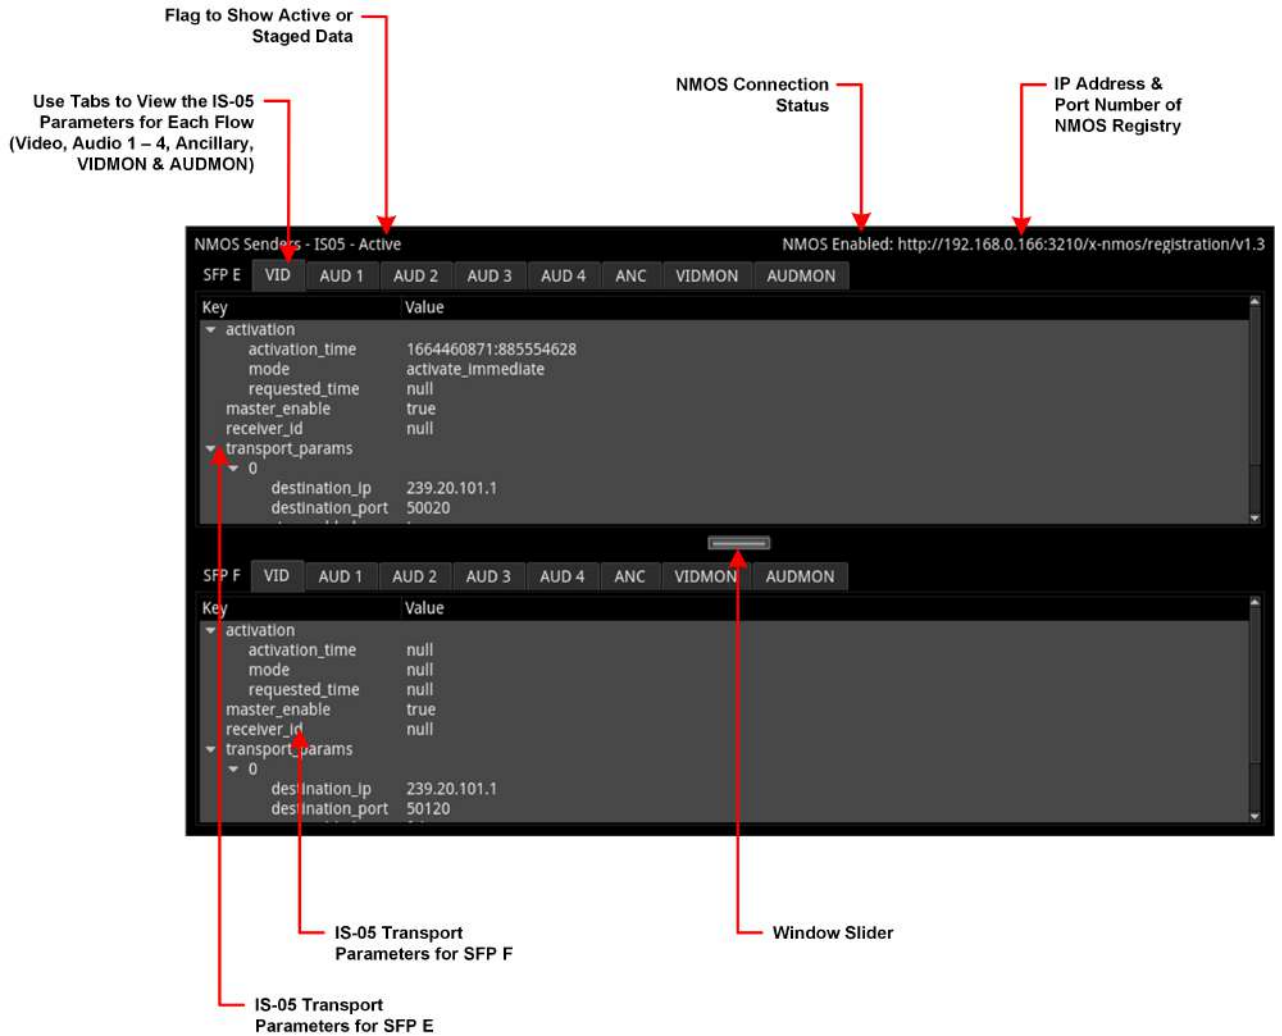 Flag to Show Active or
Staged Data
Use Tabs to View the IS-05
Parameters for Each Flow
(Video, Audio 1 – 4, Ancillary,
VIDMON & AUDMON)
NMOS Connection
Status
IP Address &
Port Number of
NMOS Registry
NMOS Senders - IS05 - Active NMOS Enabled: http://192.168.0.166:3210/x-nmos/registration/v1.3
SFP E VID AUD 1 AUD 2 AUD 3 AUD 4 ANC VIDMON AUDMON
Key Value
activation
activation_time 1664460871:885554628
mode activate_immediate
requested_time null
master_enable true
receiver_id null
transport_params
0
destination_ip 239.20.101.1
destination_port 50020
SFP F VID AUD 1 AUD 2 AUD 3 AUD 4 ANC VIDMON AUDMON
Key Value
activation
activation_time null
mode null
requested_time null
master_enable true
receiver_id null
transport_params
0
destination_ip 239.20.101.1
destination_port 50120
IS-05 Transport
Parameters for SFP F
Window Slider
IS-05 Transport
Parameters for SFP E